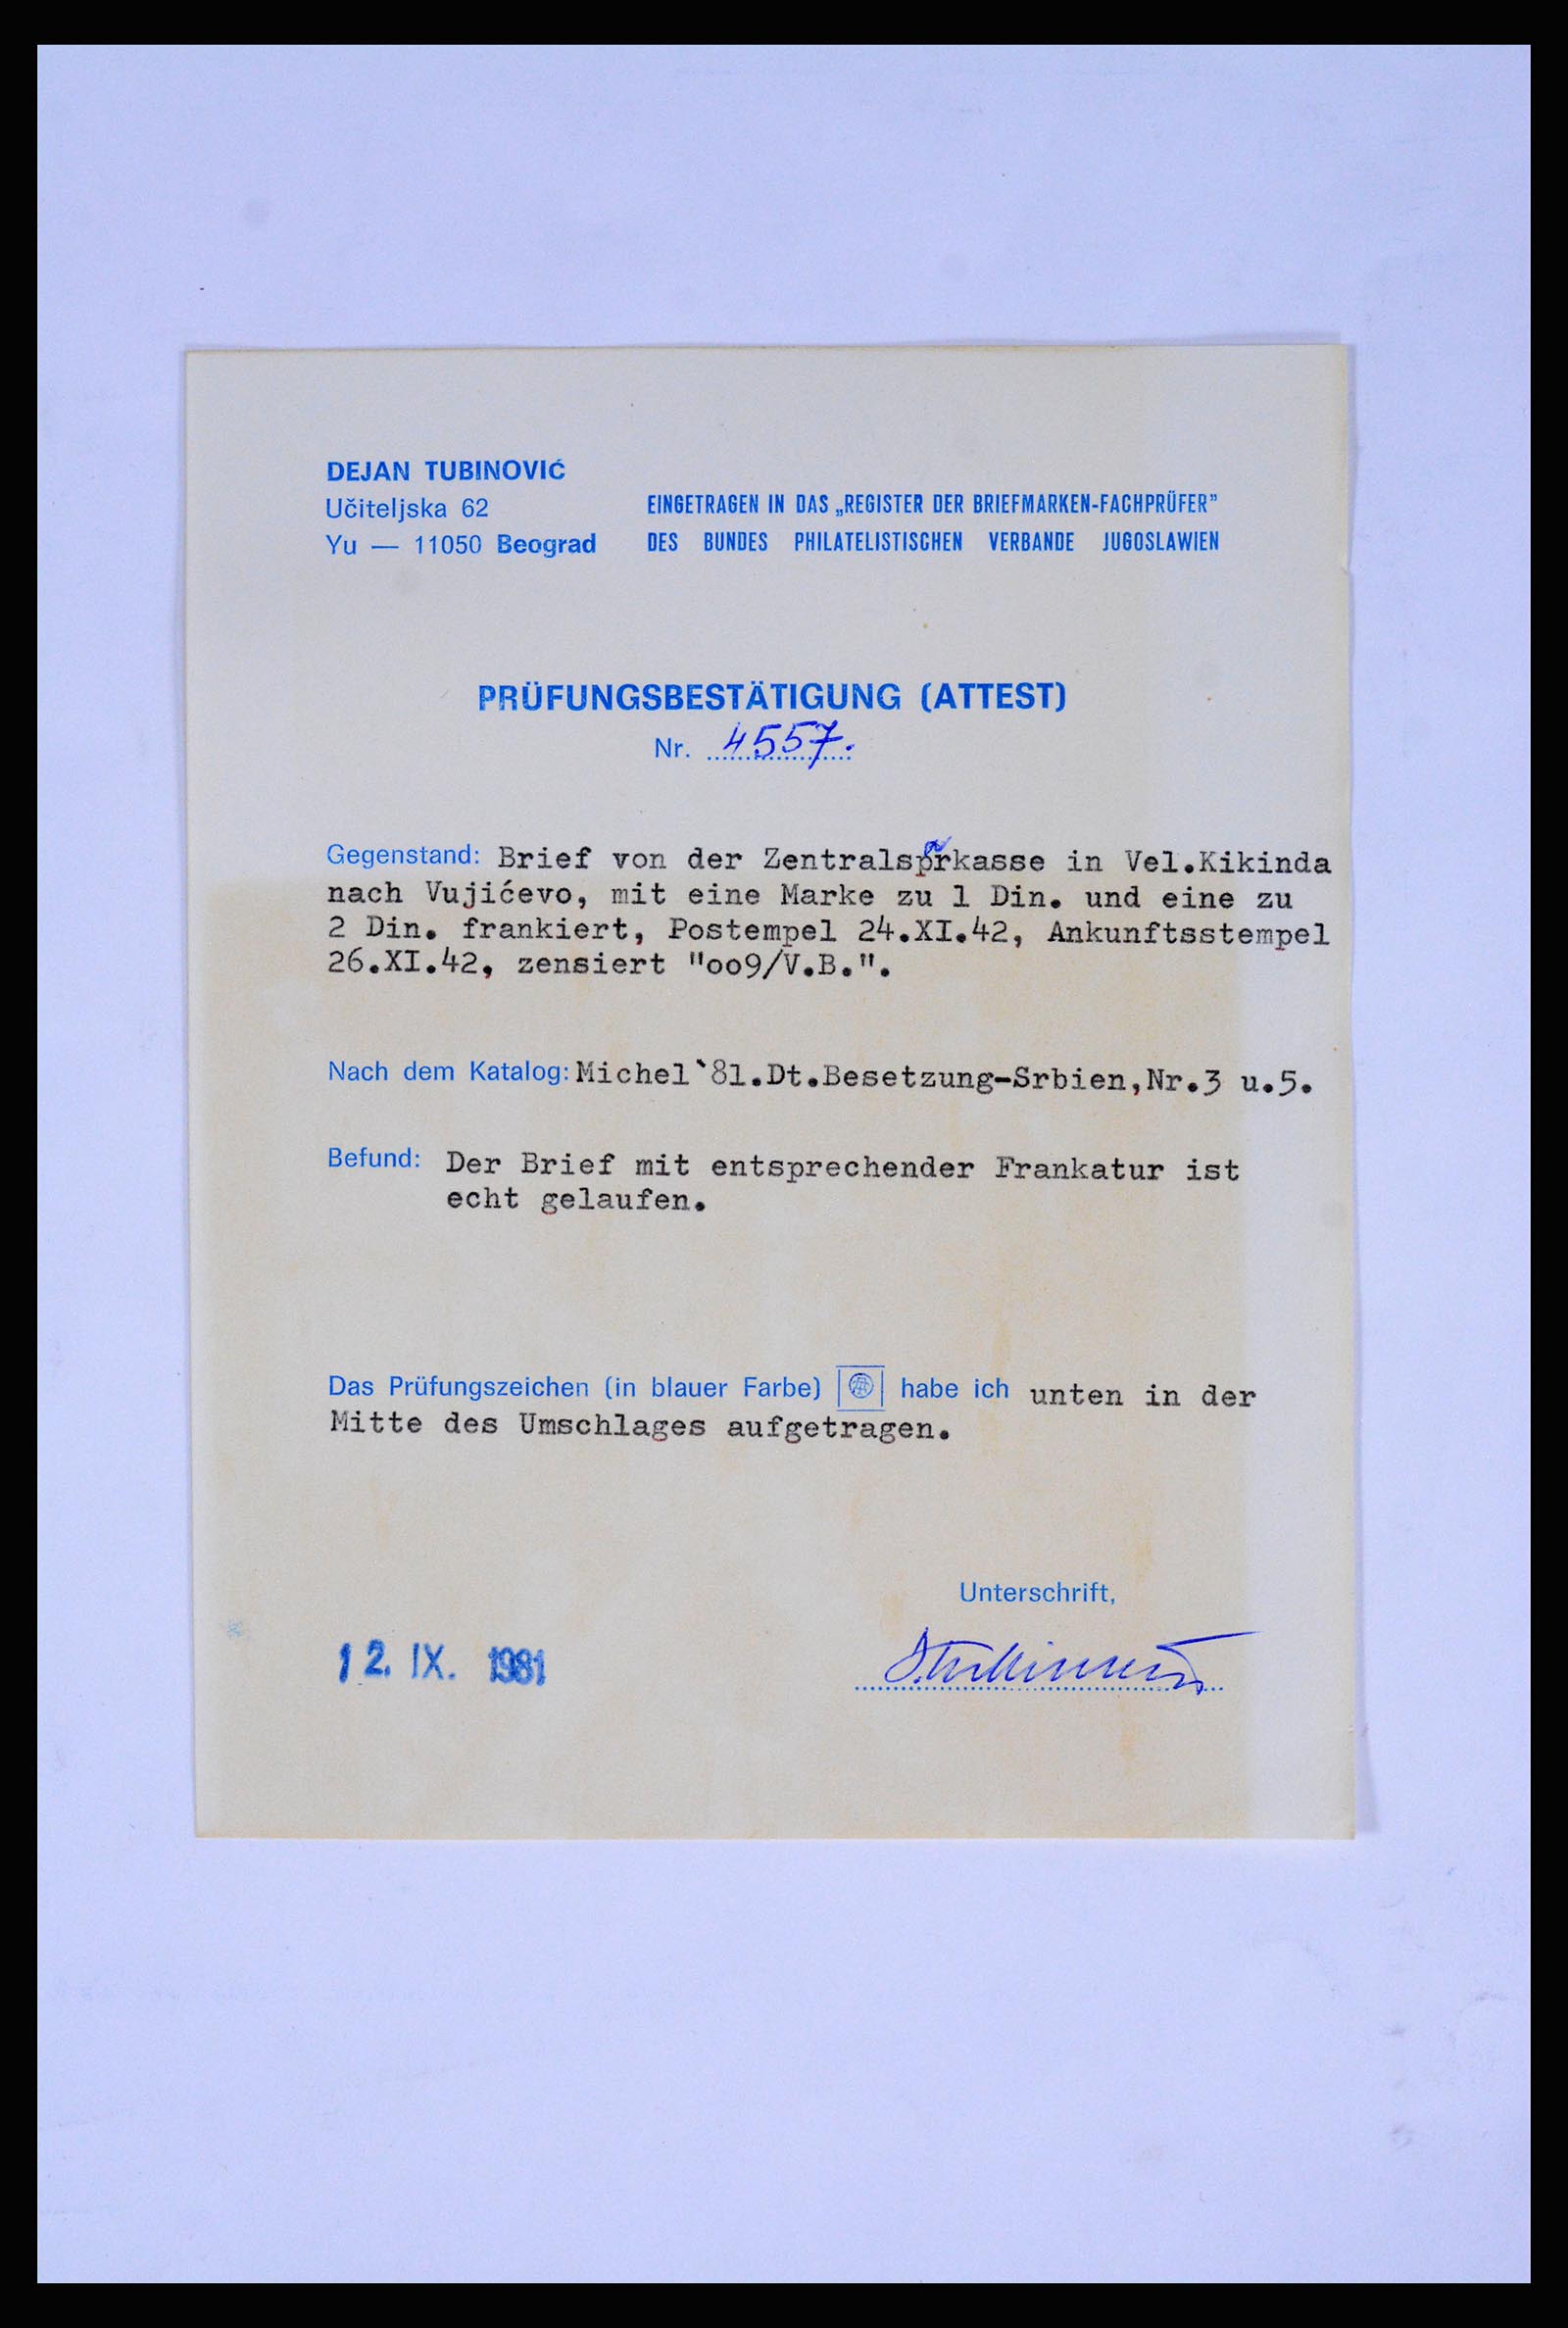 DEJAN TUBINOVIĆ
Učiteljska 62
Yu — 11050 Beograd
EINGETRAGEN IN DAS „REGISTER DER BRIEFMARKEN-FACHPRÜFER”
DES BUNDES PHILATELISTISCHEN VERBANDE JUGOSLAWIEN
PRÜFUNGSBESTÄTIGUNG (ATTEST)
Nr. 4557.
Gegenstand: Brief von der Zentralsparkasse in Vel.Kikinda
nach Vujićevo, mit eine Marke zu 1 Din. und eine zu
2 Din. frankiert, Postempel 24.XI.42, Ankunftsstempel
26.XI.42, zensiert "oo9/V.B.".
Nach dem Katalog: Michel`81.Dt.Besetzung-Srbien,Nr.3 u.5.
Befund: Der Brief mit entsprechender Frankatur ist
echt gelaufen.
Das Prüfungszeichen (in blauer Farbe) habe ich unten in der
Mitte des Umschlages aufgetragen.
Unterschrift,
12. IX. 1981